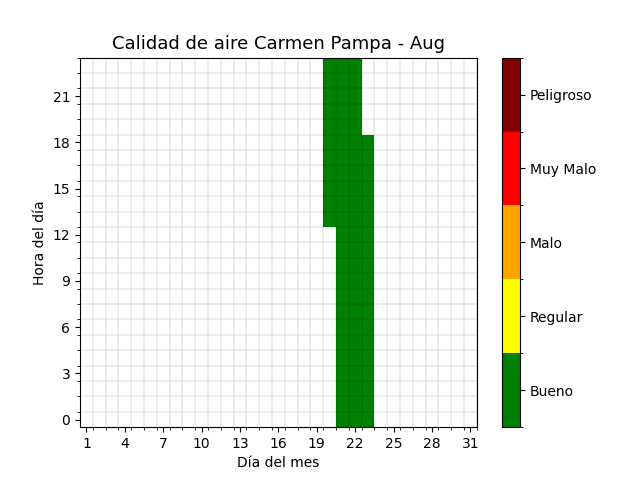 Calidad de aire Carmen Pampa - Aug
Hora del día
21
18
15
12
9
6
3
0
1 4 7 10 13 16 19 22 25 28 31
Día del mes
Peligroso
Muy Malo
Malo
Regular
Bueno